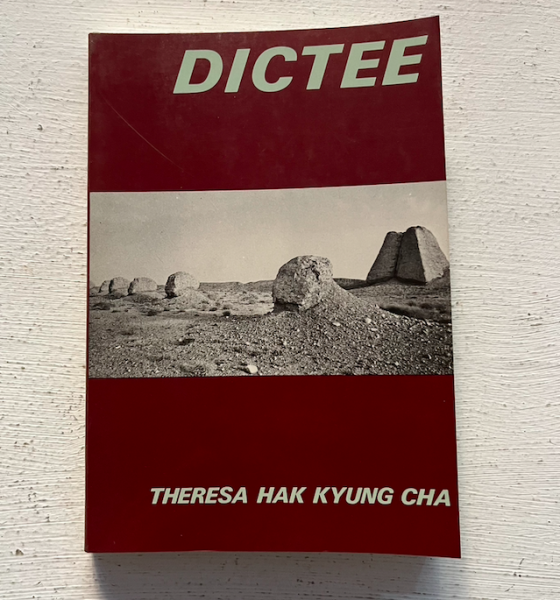 DICTEE
THERESA HAK KYUNG CHA